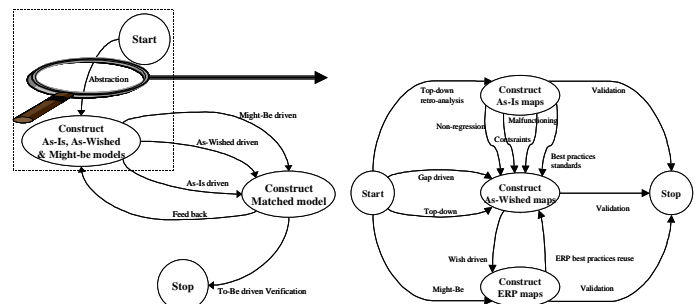 Start
Abstraction
Construct
As-Is, As-Wished
& Might-be models
Might-Be driven
As-Wished driven
As-Is driven
Feed back
Construct
Matched model
Stop
To-Be driven Verification
Top-down
retro-analysis
Construct
As-Is maps
Validation
Non-regression
Malfunctioning
Contsraints
Best practices
standards
Start
Gap driven
Top-down
Construct
As-Wished maps
Validation
Stop
Wish driven
ERP best practices reuse
Might-Be
Construct
ERP maps
Validation